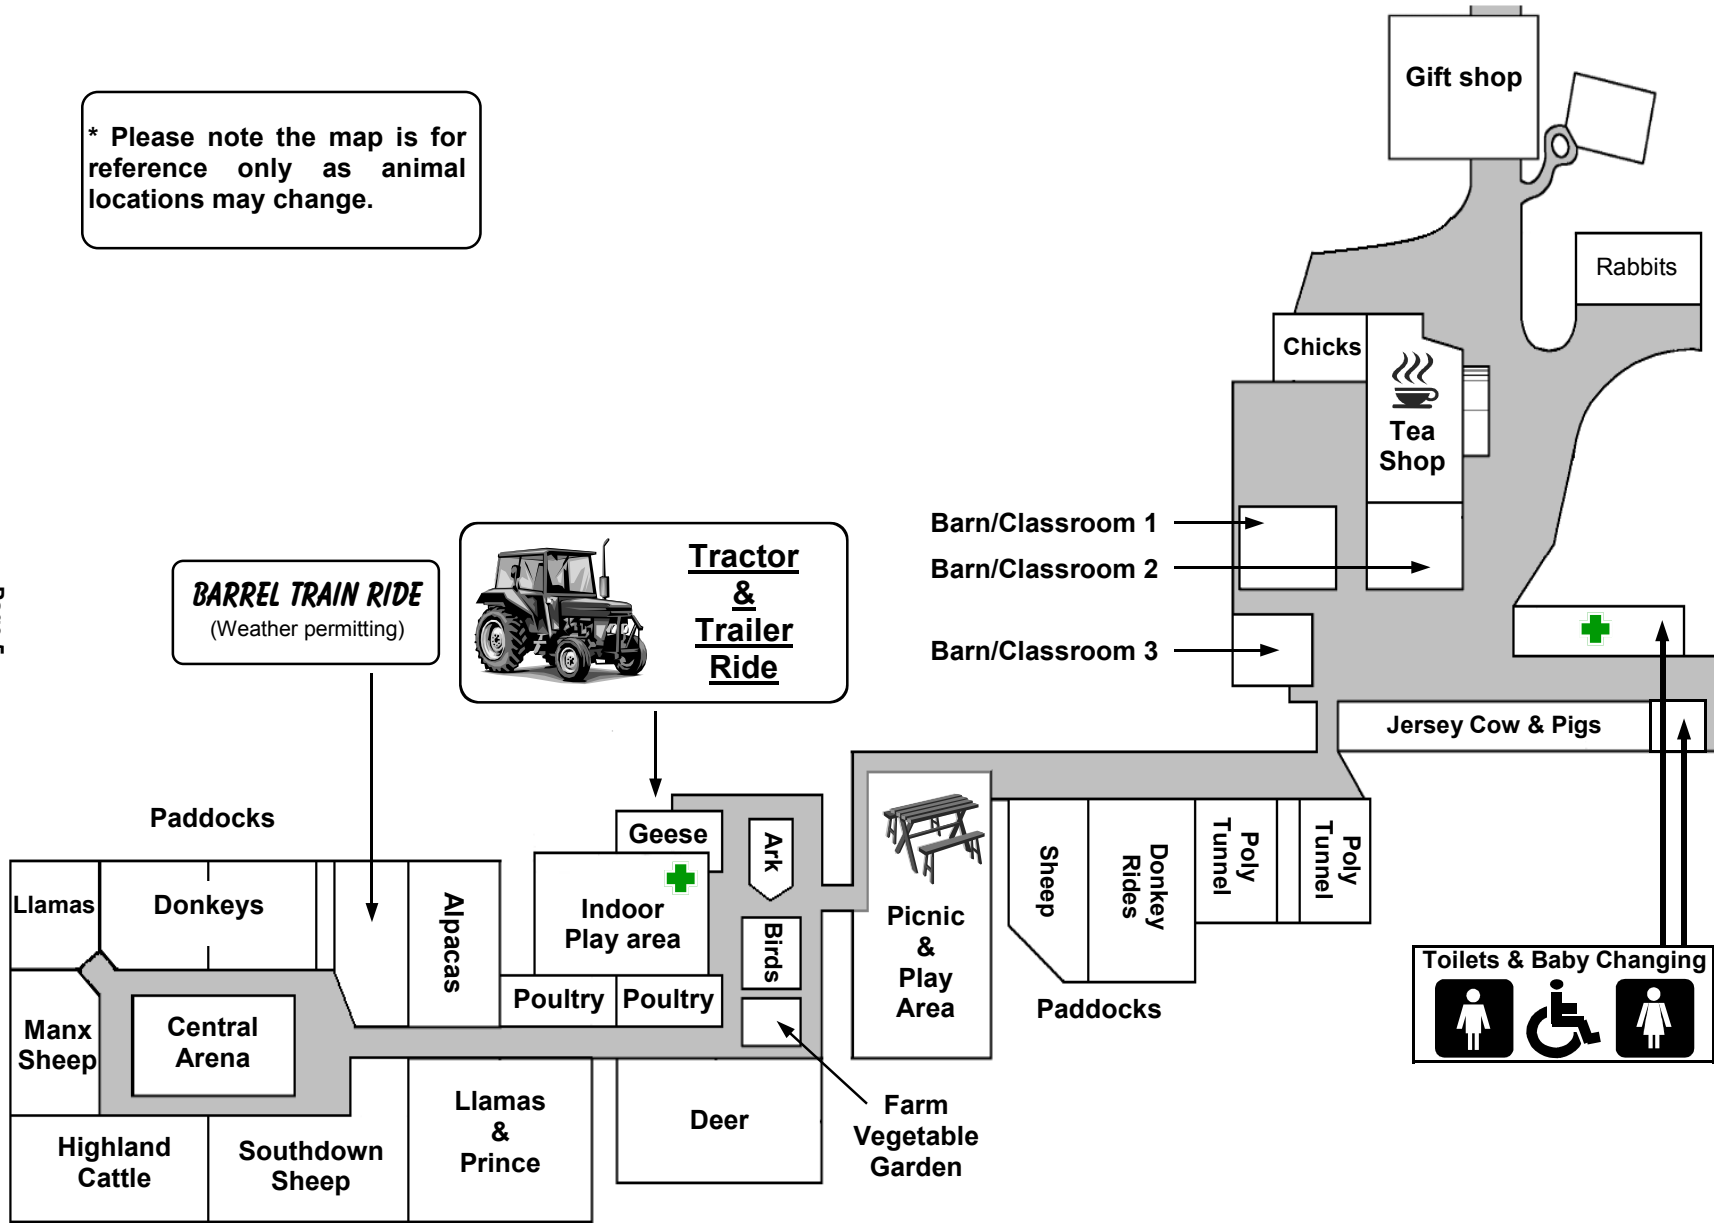 Gift shop
* Please note the map is for
reference only as animal
locations may change.
Rabbits
Chicks
Tea
Shop
Barn/Classroom 1
Barn/Classroom 2
Barn/Classroom 3
Tractor
&
Trailer
Ride
BARREL TRAIN RIDE
(Weather permitting)
Jersey Cow & Pigs
Paddocks
Geese
Ark
Llamas
Donkeys
Alpacas
Indoor
Play area
Birds
Picnic
&
Play
Area
Sheep
Donkey
Rides
Poly
Tunnel
Poly
Tunnel
Paddocks
Toilets & Baby Changing
Poultry
Poultry
Manx
Sheep
Central
Arena
Highland
Cattle
Southdown
Sheep
Llamas
&
Prince
Deer
Farm
Vegetable
Garden